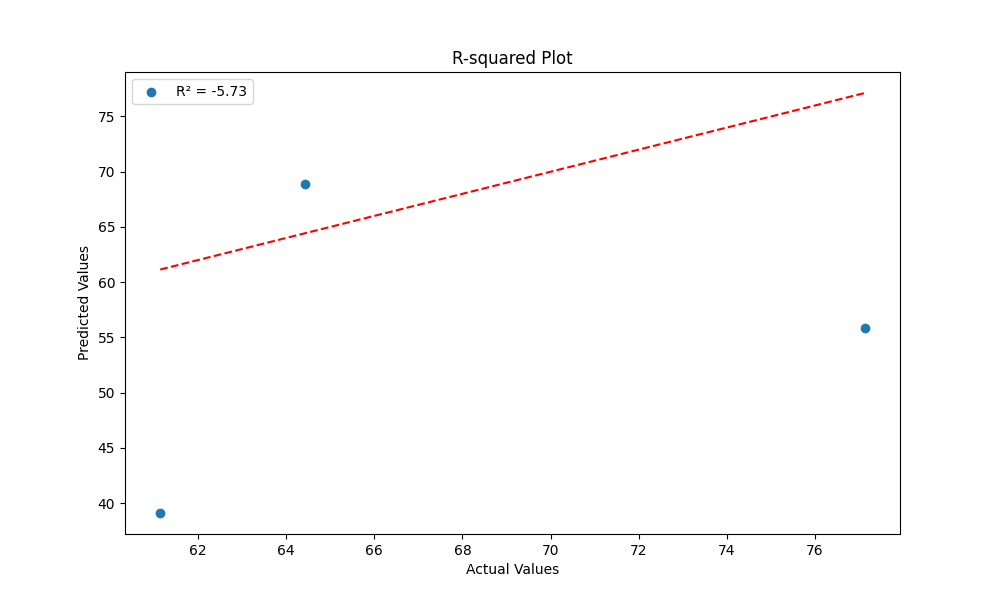 R-squared Plot
R² = -5.73
Predicted Values
75
70
65
60
55
50
45
40
62 64 66 68 70 72 74 76
Actual Values